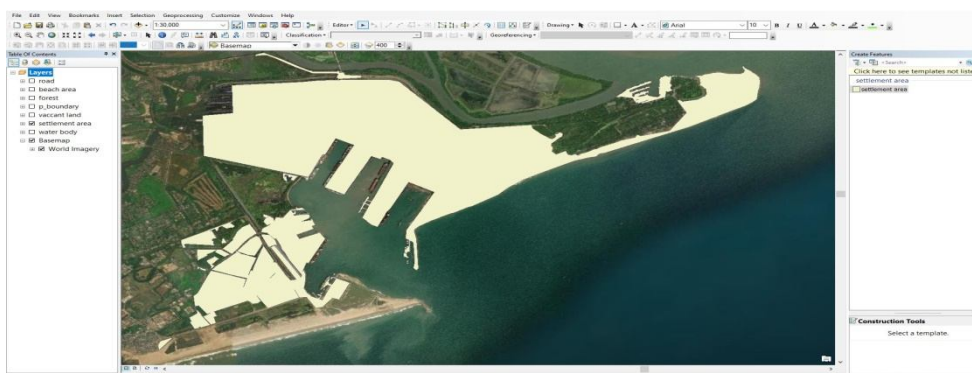 File Edit View Bookmarks Insert Selection Geoprocessing Customize Windows Help
1:30,000 Editor Drawing A Arial 10 B I U A
Classification Georeferencing
Basemap 400
Table Of Contents
Create Features
Layers
road
beach area
forest
p_boundary
vaccant land
settlement area
water body
Basemap
World Imagery
<Search>
Click here to see templates not liste
settlement area
settlement area
Construction Tools
Select a template.